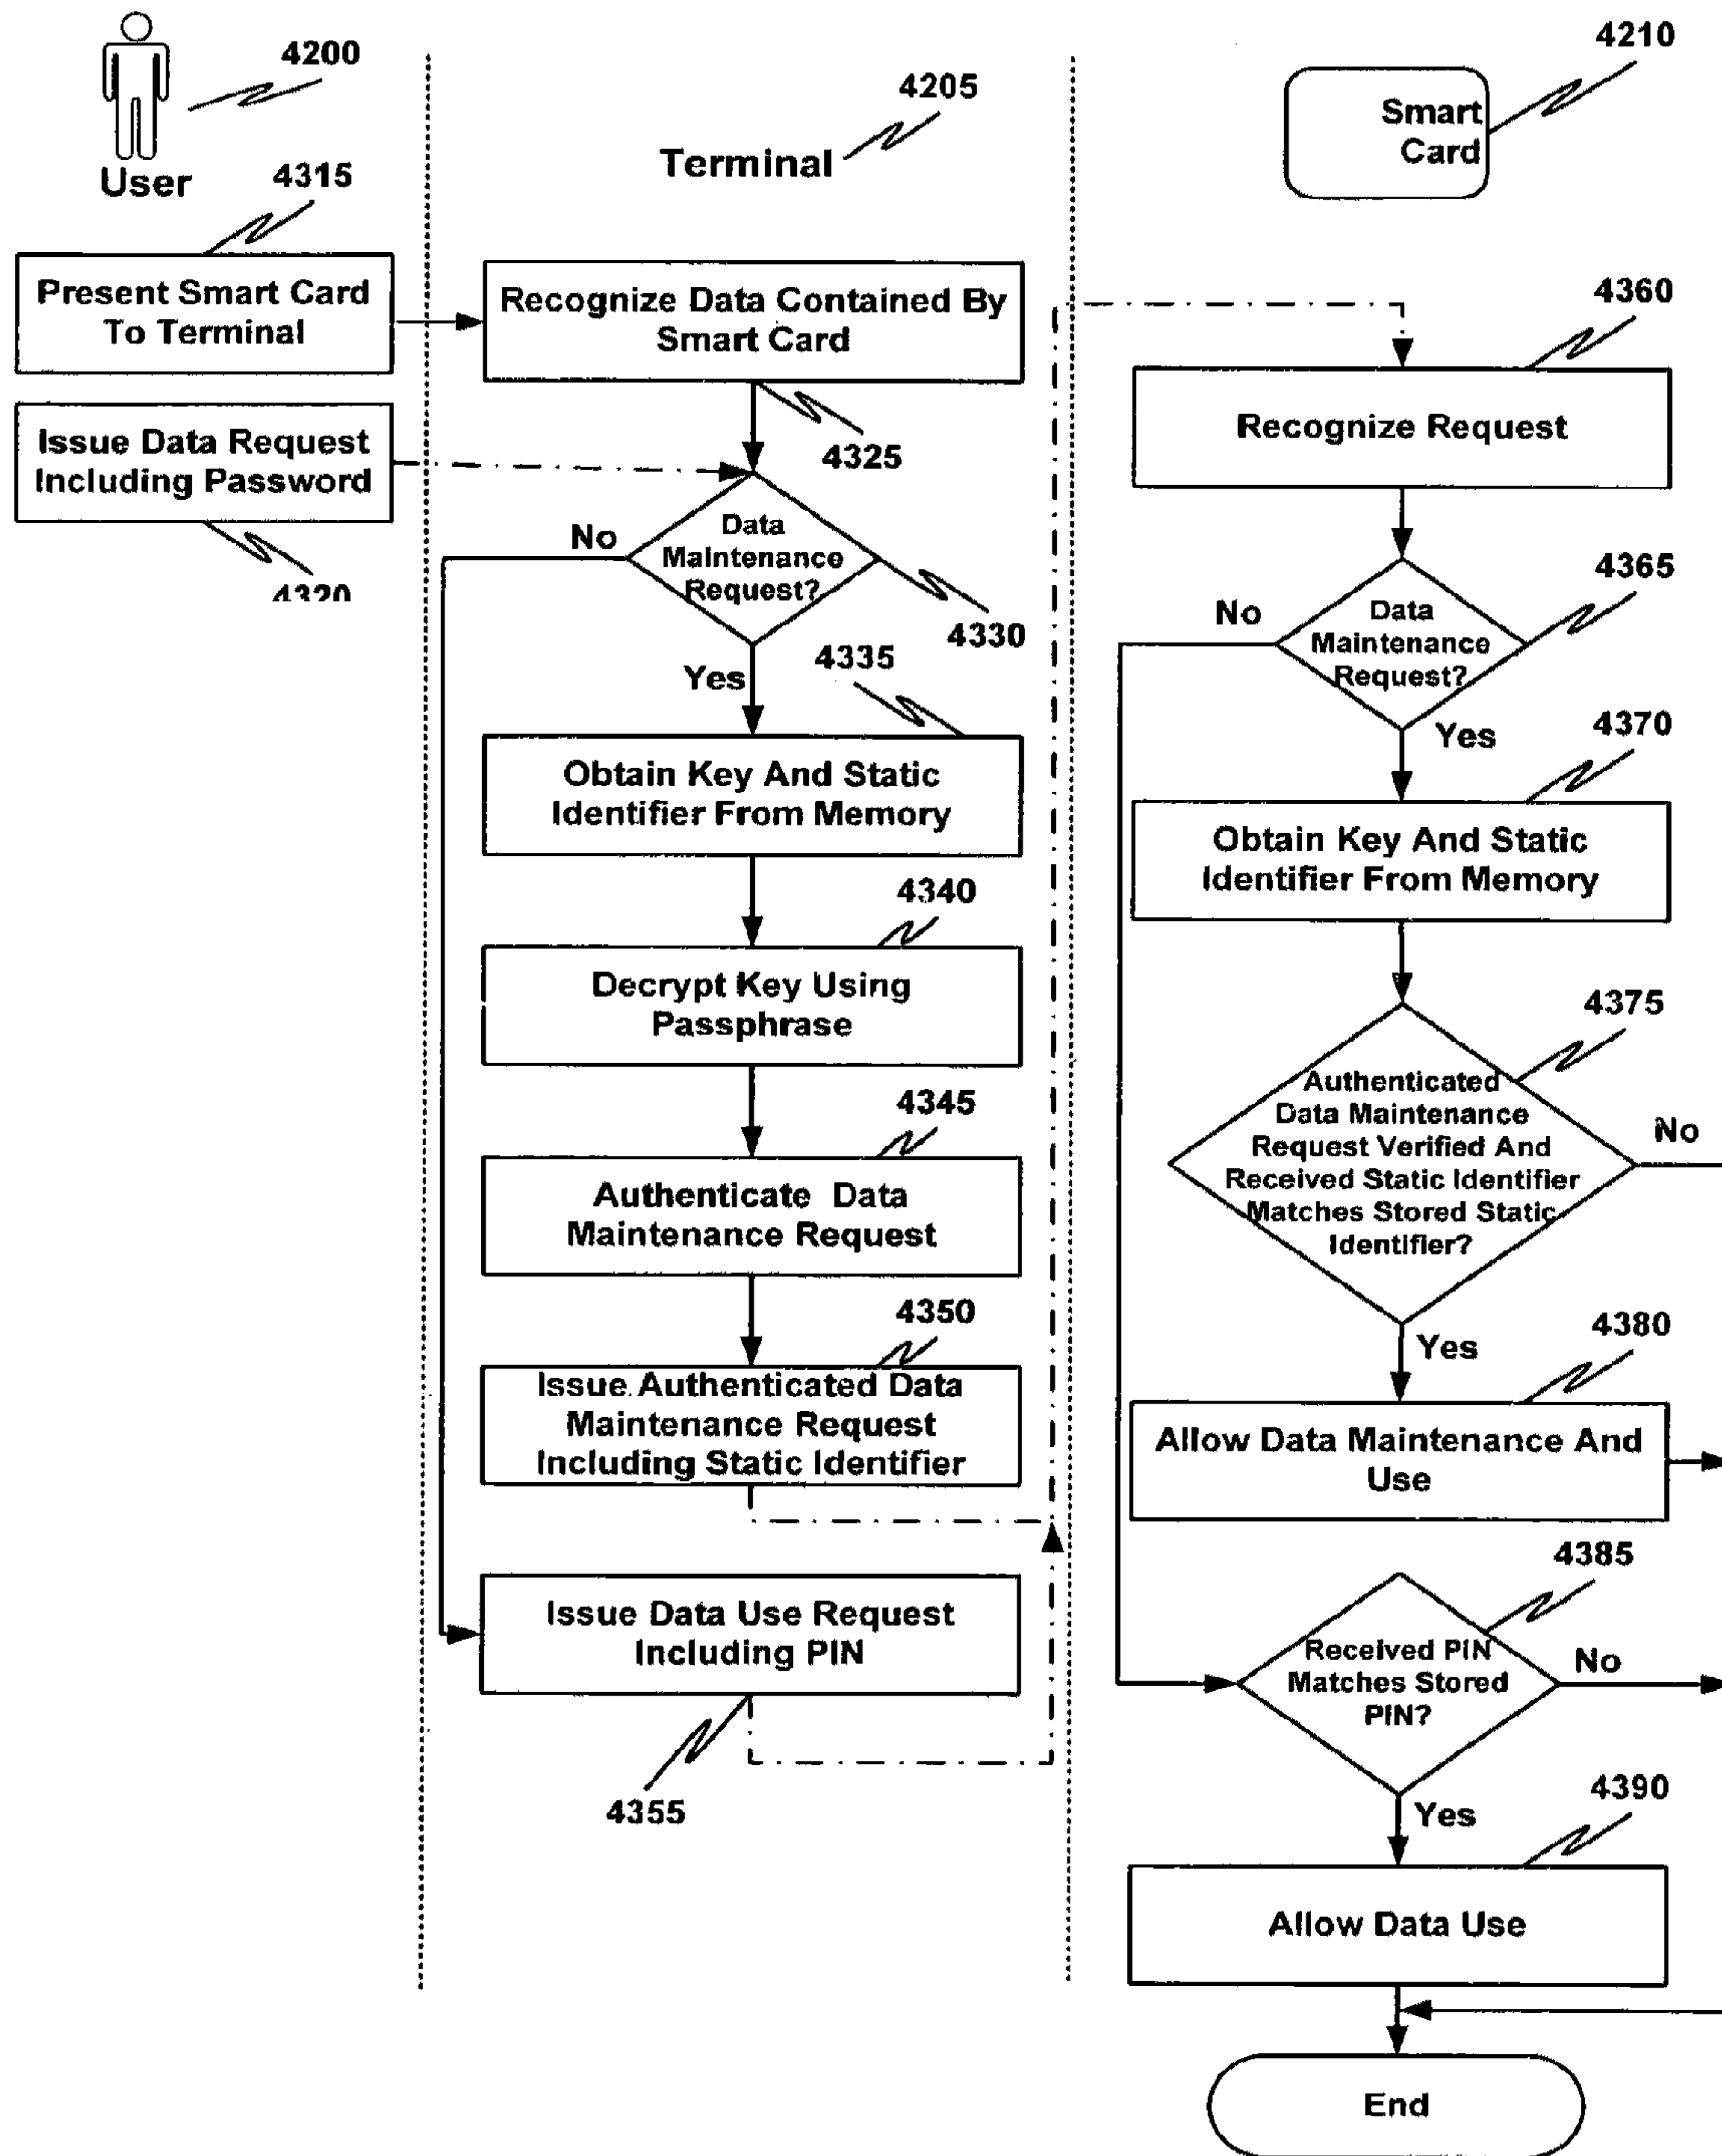 4200
User
4205
Terminal
4210
Smart
Card
4315
Present Smart Card
To Terminal
Issue Data Request
Including Password
4320
Recognize Data Contained By
Smart Card
4325
Data
Maintenance
Request?
No
4330
Yes
4335
Obtain Key And Static
Identifier From Memory
4340
Decrypt Key Using
Passphrase
4345
Authenticate Data
Maintenance Request
4350
Issue Authenticated Data
Maintenance Request
Including Static Identifier
Issue Data Use Request
Including PIN
4355
4360
Recognize Request
4365
No
Data
Maintenance
Request?
Yes
4370
Obtain Key And Static
Identifier From Memory
4375
Authenticated
Data Maintenance
Request Verified And
Received Static Identifier
Matches Stored Static
Identifier?
No
Yes
4380
Allow Data Maintenance And
Use
4385
Received PIN
Matches Stored
PIN?
No
Yes
4390
Allow Data Use
End